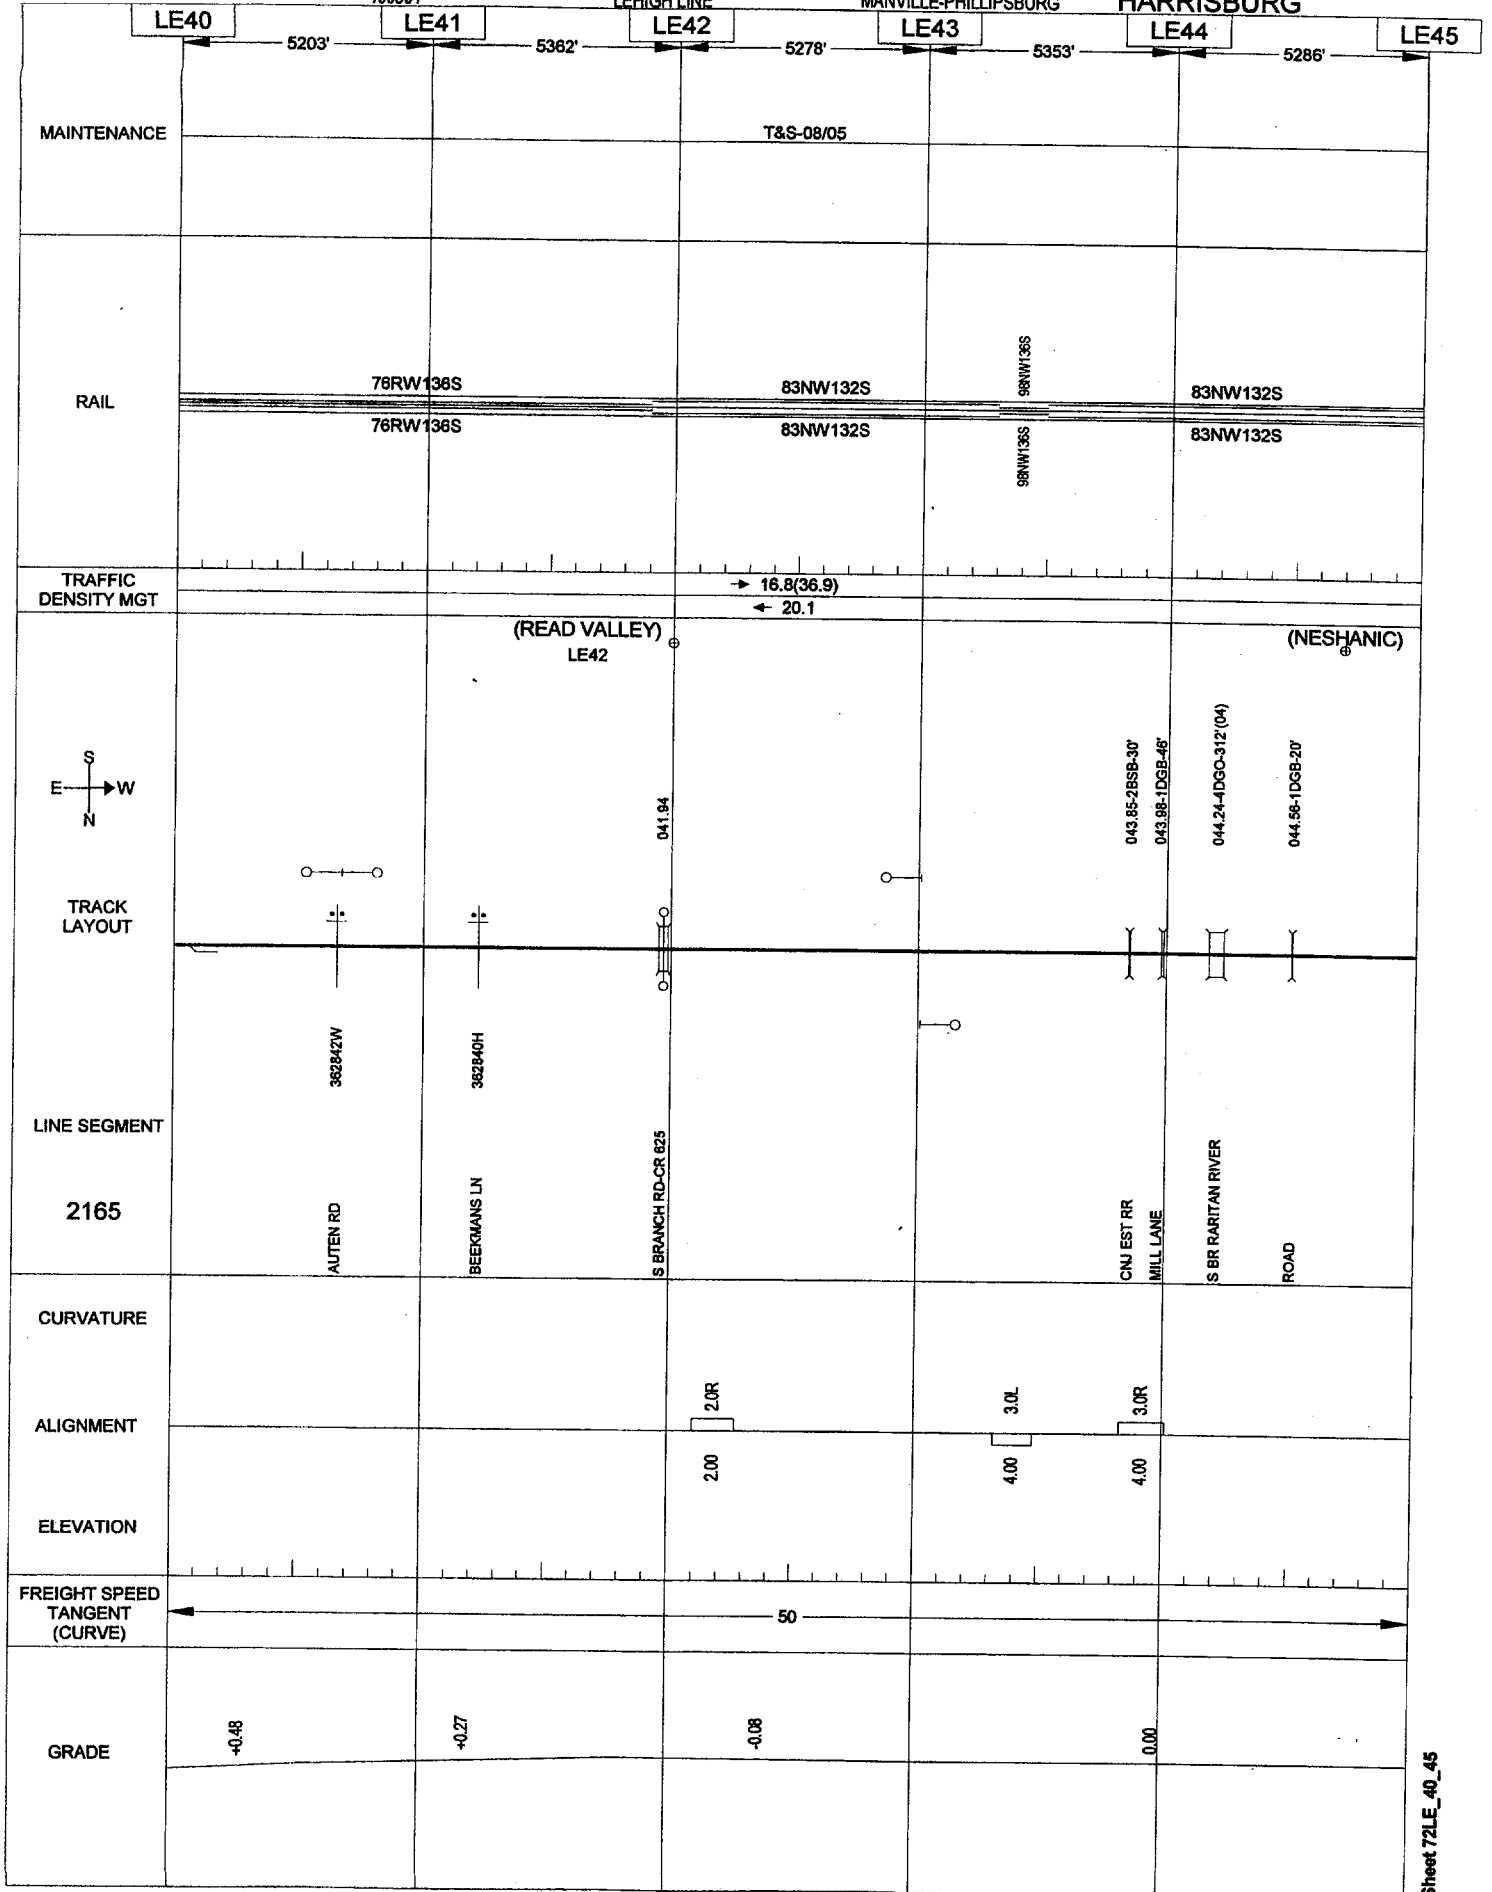 LEHIGH LINE
MANVILLE-PHILLIPSBURG
HARRISBURG
LE40
LE41
LE42
LE43
LE44
LE45
5203'
5362'
5278'
5353'
5286'
MAINTENANCE
T&S-08/05
RAIL
76RW136S
83NW132S
98NW136S
83NW132S
76RW136S
83NW132S
98NW136S
83NW132S
TRAFFIC
DENSITY MGT
16.8(36.9)
20.1
(READ VALLEY)
LE42
(NESHANIC)
S
E W
N
041.94
043.85-2BSB-30'
043.98-1DGB-46'
044.24-4DGO-312'(04)
044.56-1DGB-20'
TRACK
LAYOUT
362842W
362840H
LINE SEGMENT
2165
AUTEN RD
BEEKMANS LN
S BRANCH RD-CR 625
CNJ EST RR
MILL LANE
S BR RARITAN RIVER
ROAD
CURVATURE
ALIGNMENT
2.0R
3.0L
3.0R
2.00
4.00
4.00
ELEVATION
FREIGHT SPEED
TANGENT
(CURVE)
50
GRADE
+0.48
+0.27
-0.08
0.00
Sheet 72LE_40_45